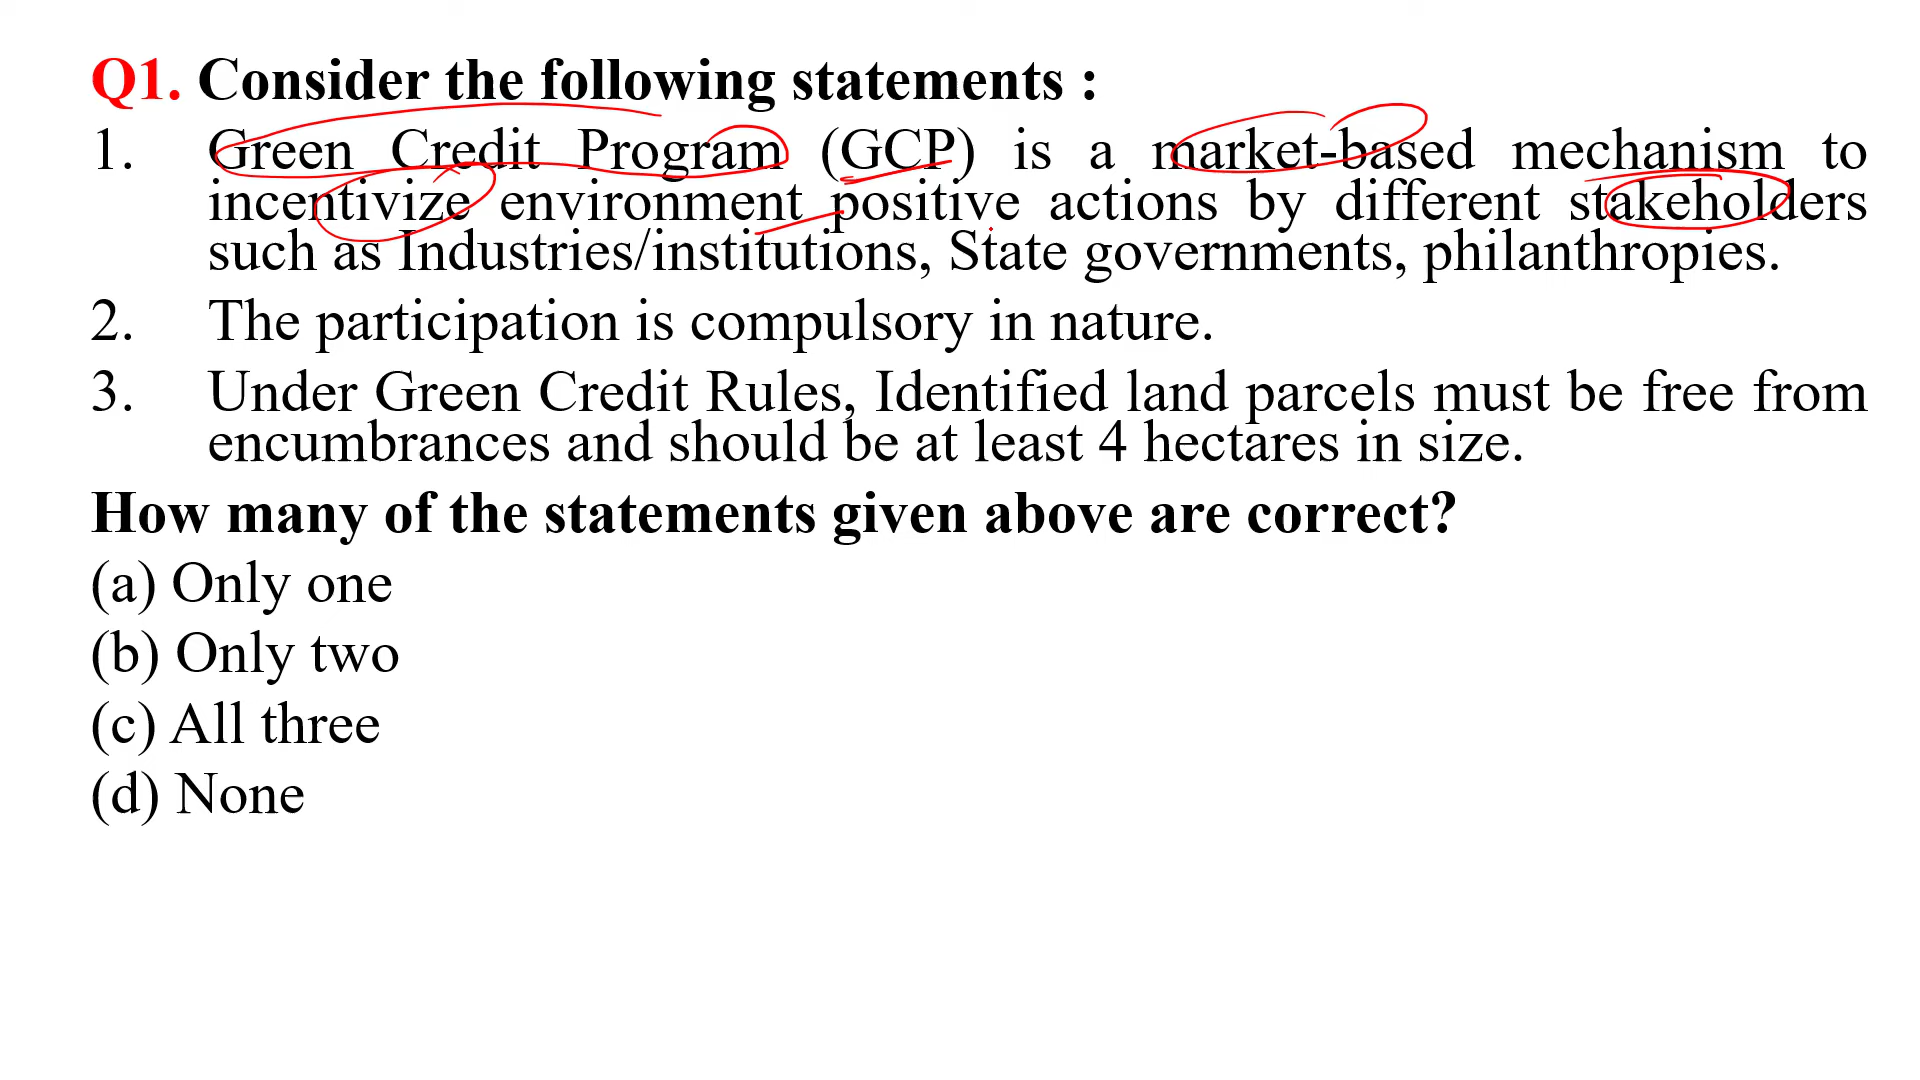 Q1. Consider the following statements :
1. Green Credit Program (GCP) is a market-based mechanism to
incentivize environment positive actions by different stakeholders
such as Industries/institutions, State governments, philanthropies.
2. The participation is compulsory in nature.
3. Under Green Credit Rules, Identified land parcels must be free from
encumbrances and should be at least 4 hectares in size.
How many of the statements given above are correct?
(a) Only one
(b) Only two
(c) All three
(d) None